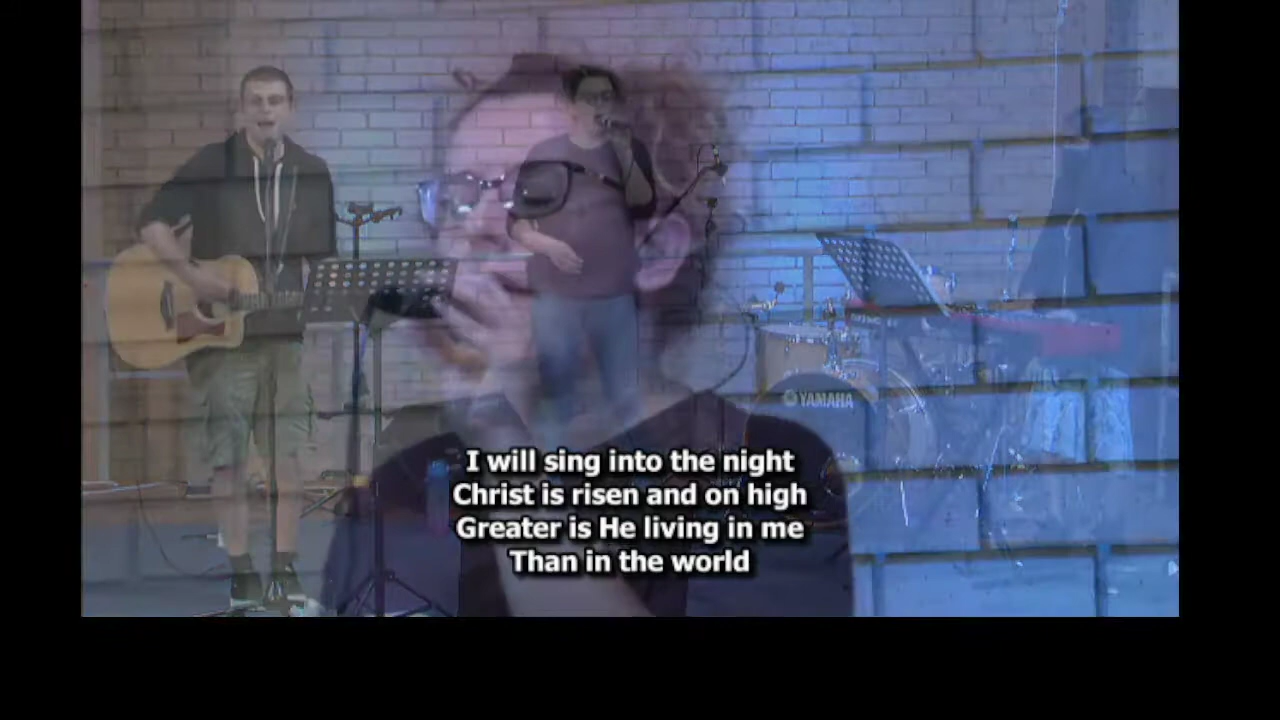 YAMAHA
I will sing into the night
Christ is risen and on high
Greater is He living in me
Than in the world